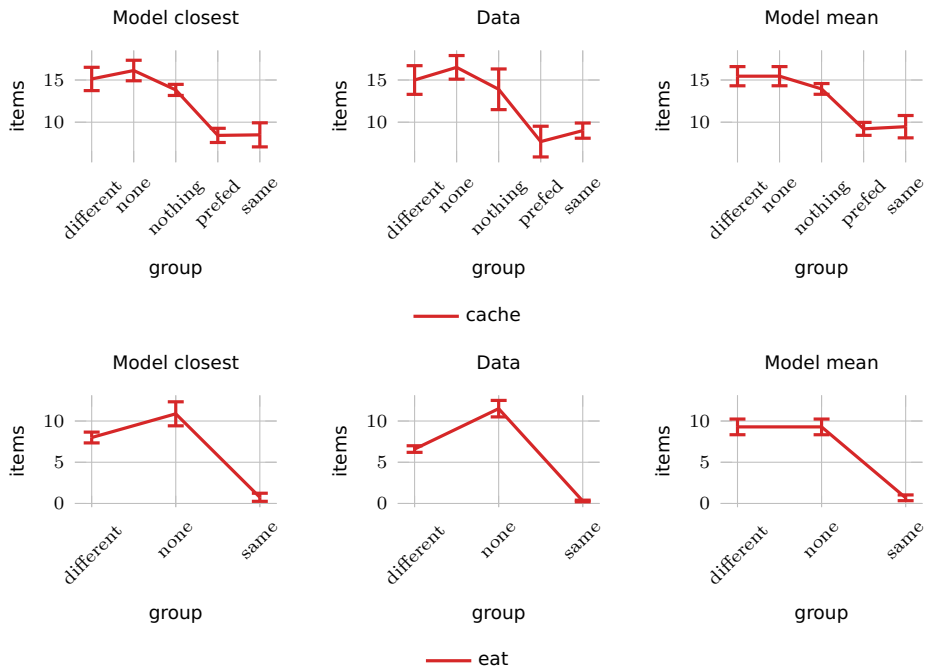 Model closest
Data
Model mean
items
15
10
different
none
nothing
prefed
same
group
items
15
10
different
none
nothing
prefed
same
group
items
15
10
different
none
nothing
prefed
same
group
cache
Model closest
Data
Model mean
items
10
5
0
different
none
same
group
items
10
5
0
different
none
same
group
items
10
5
0
different
none
same
group
eat